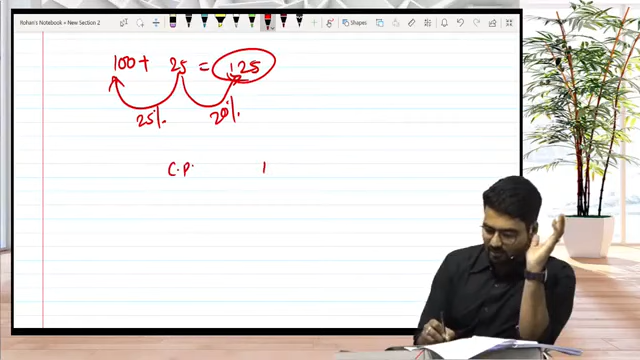 Rohan's Notebook » New Section 2
Shapes
100 + 25 = 125
25% 20%
C.P. 1